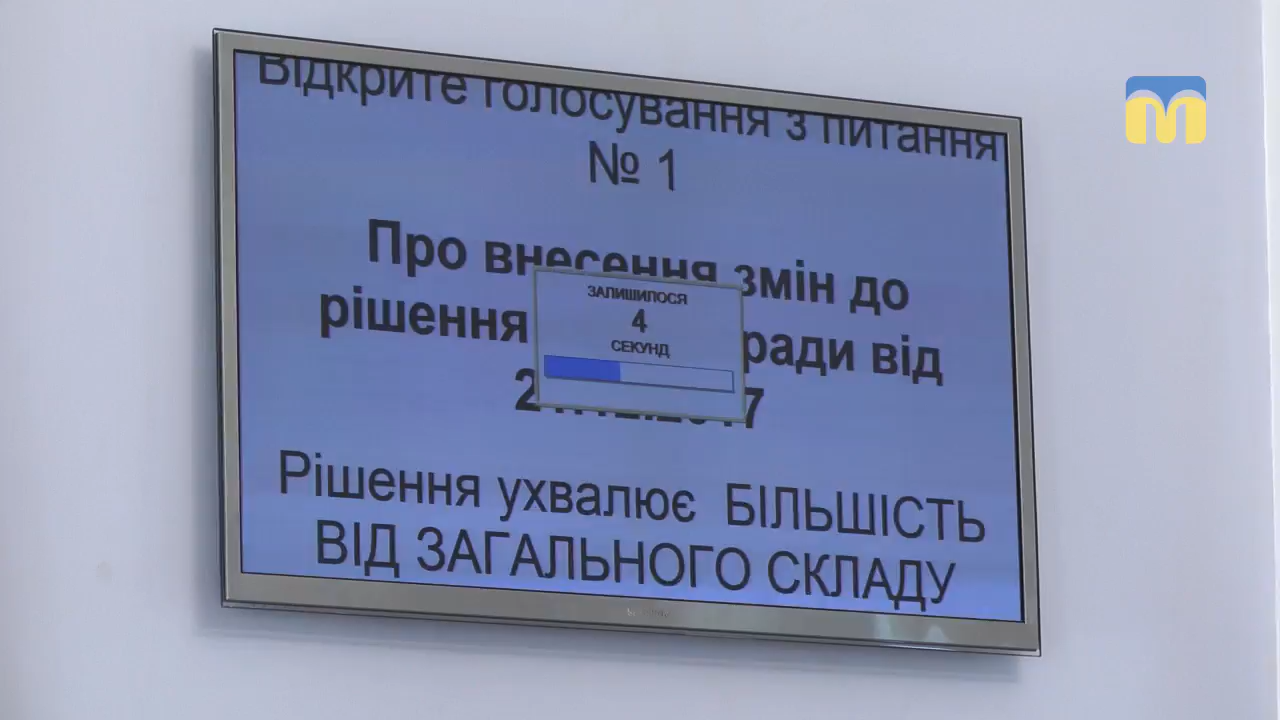 Відкрите голосування з питання
№ 1
Про внесення змін до
рішення ради від
ЗАЛИШИЛОСЯ
4
СЕКУНД
Рішення ухвалює БІЛЬШІСТЬ
ВІД ЗАГАЛЬНОГО СКЛАДУ